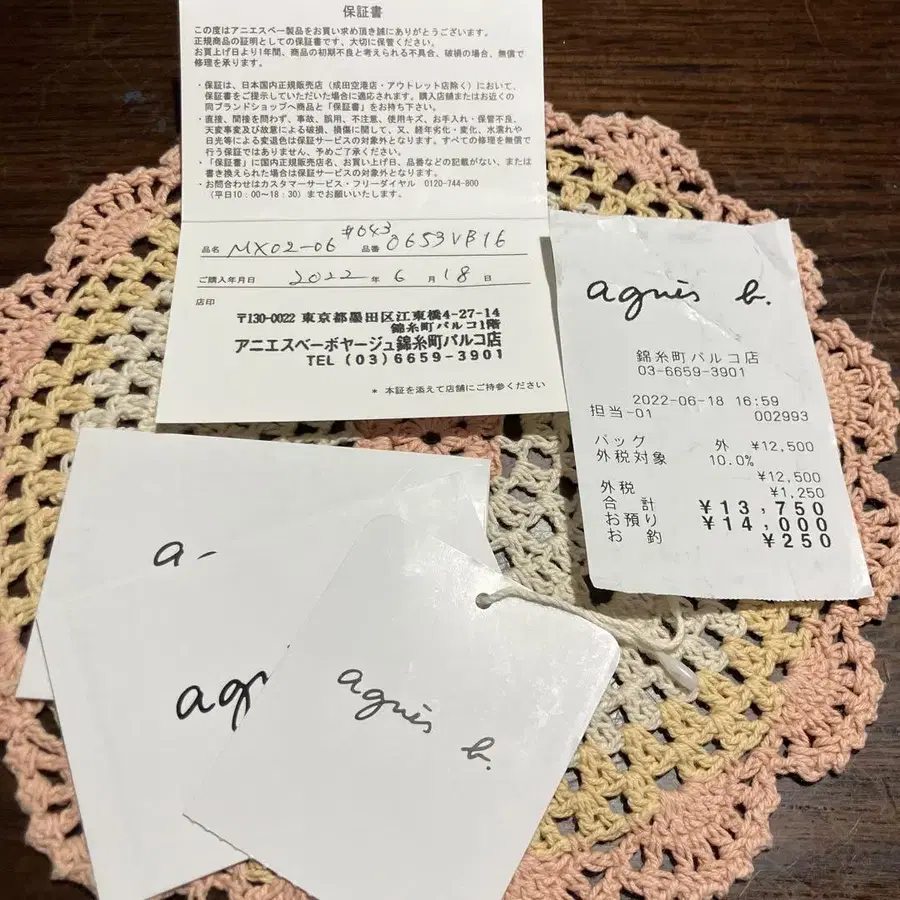 保証書
この度はアニエスベー製品をお買い求め頂き誠にありがとうございます。
正規商品の証明としての保証書です、大切に保管ください。
お買上げ日より1年間、商品の初期不良と考えられる不具合、破損の場合、無償で
修理を承ります。
・保証は、日本国内正規販売店(成田空港店・アウトレット店除く)において、
保証書をご提示していただいた場合に適応されます。購入店舗またはお近くの
同ブランドショップへ商品と「保証書」をお持ち下さい。
・直接、間接を問わず、事故、誤用、不注意、使用キズ、お手入れ・保管不良、
天変事変及び故意による破損、損傷に関して、又、経年劣化・変化、水濡れや
日光等による変退色は保証サービスの対象外となります。すべての修理を無償で
行う保証ではありません、予めご了承ください。
・「保証書」に国内正規販売店名、お買い上げ日、品番などの記載がない、または
書き換えられた場合は保証サービスの対象外となります。
・お問合わせはカスタマーサービス・フリーダイヤル 0120-744-800
(平日10:00〜18:30)までお願いいたします。
#043
品名 MX02-06 品番 0653VB16
ご購入年月日 2022 年 6 月 18 日
店印
〒130-0022 東京都墨田区江東橋4-27-14
錦糸町パルコ1階
アニエスベーボヤージュ錦糸町パルコ店
TEL (03)6659-3901
* 本証を添えて店舗にご持参ください
agnès b.
錦糸町パルコ店
03-6659-3901
2022-06-18 16:59
担当-01 002993
バッグ 外 ¥12,500
外税対象 10.0%
¥12,500
外税 ¥1,250
合計 ¥13,750
お預り ¥14,000
お釣 ¥250
a-
agn
agnès b.